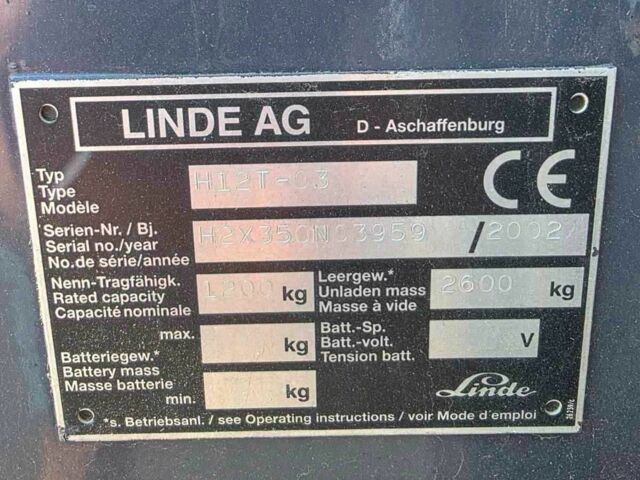 LINDE AG D - Aschaffenburg
Typ
Type
Modèle
H12T-03
CE
Serien-Nr. / Bj.
Serial no./year
No.de série/année
H2X350N03959 / 2002
Nenn-Tragfähigk.
Rated capacity
Capacité nominale
1200 kg
Leergew.*
Unladen mass
Masse à vide
2600 kg
max. kg
Batteriegew.*
Battery mass
Masse batterie
min. kg
Batt.-Sp.
Batt.-volt.
Tension batt.
V
Linde
*s. Betriebsanl. / see Operating instructions / voir Mode d'emploi